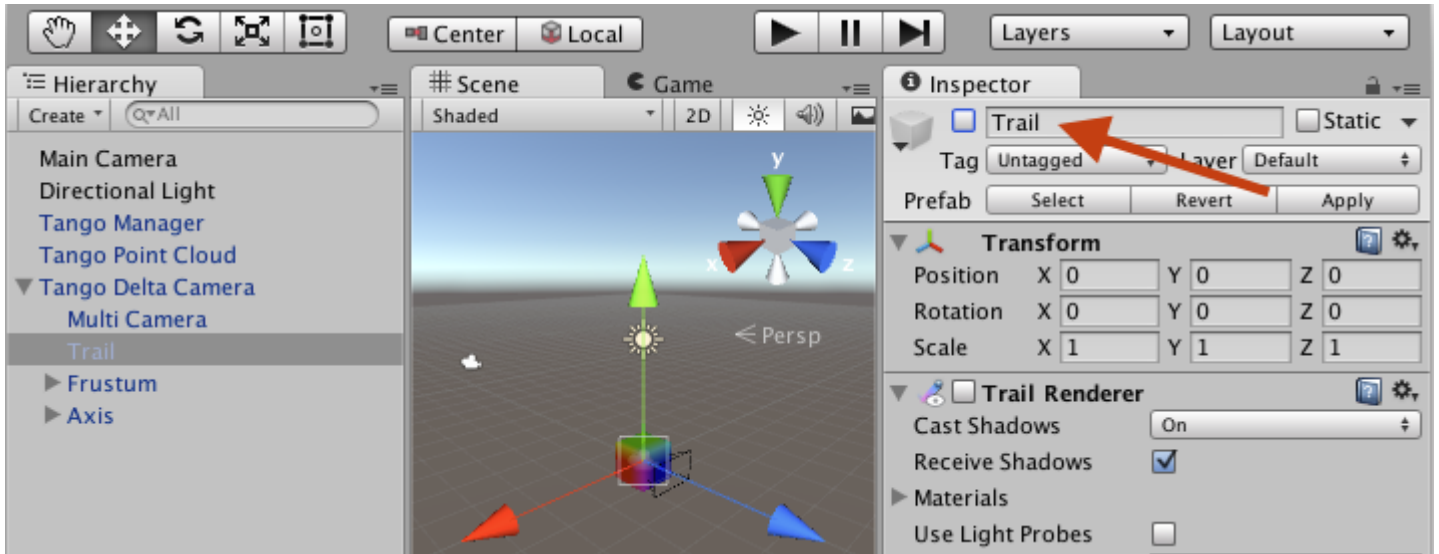 Center Local Layers Layout
Hierarchy
Create All
Main Camera
Directional Light
Tango Manager
Tango Point Cloud
Tango Delta Camera
Multi Camera
Trail
Frustum
Axis
Scene Game
Shaded 2D
y
x z
Persp
Inspector
Trail Static
Tag Untagged Layer Default
Prefab Select Revert Apply
Transform
Position X 0 Y 0 Z 0
Rotation X 0 Y 0 Z 0
Scale X 1 Y 1 Z 1
Trail Renderer
Cast Shadows On
Receive Shadows
Materials
Use Light Probes